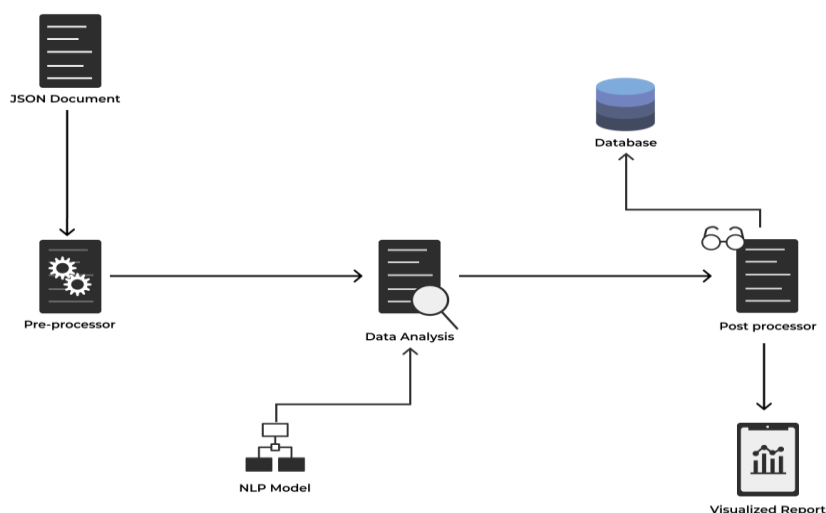 JSON Document
Database
Pre-processor
Data Analysis
Post processor
NLP Model
Visualized Report